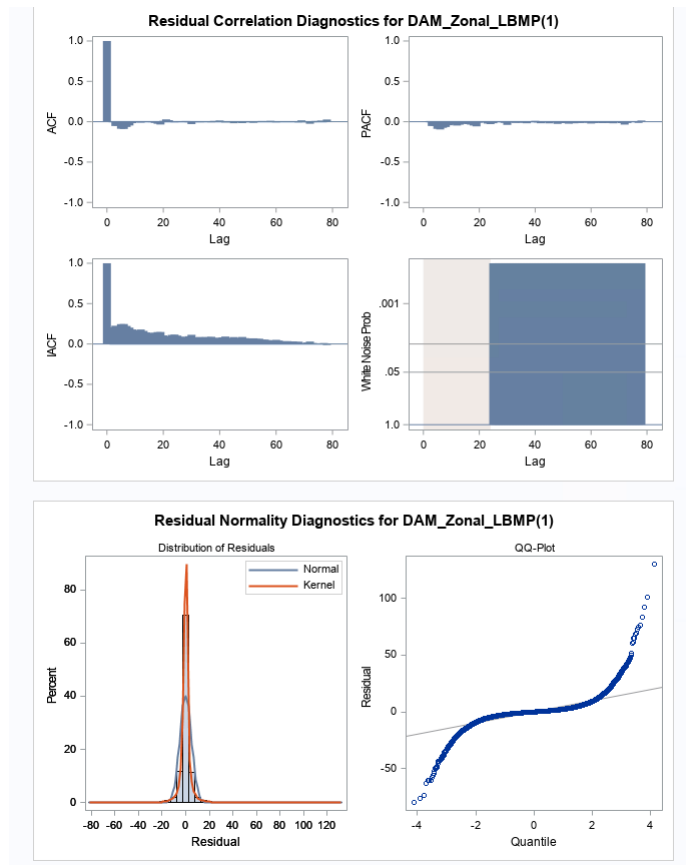 Residual Correlation Diagnostics for DAM_Zonal_LBMP(1)
1.0
0.5
0.0
-0.5
-1.0
ACF
0 20 40 60 80
Lag
1.0
0.5
0.0
-0.5
-1.0
PACF
0 20 40 60 80
Lag
1.0
0.5
0.0
-0.5
-1.0
IACF
0 20 40 60 80
Lag
.001
.05
1.0
White Noise Prob
0 20 40 60 80
Lag
Residual Normality Diagnostics for DAM_Zonal_LBMP(1)
Distribution of Residuals
Normal
Kernel
80
60
40
20
0
Percent
-80 -60 -40 -20 0 20 40 60 80 100 120
Residual
QQ-Plot
100
50
0
-50
Residual
-4 -2 0 2 4
Quantile